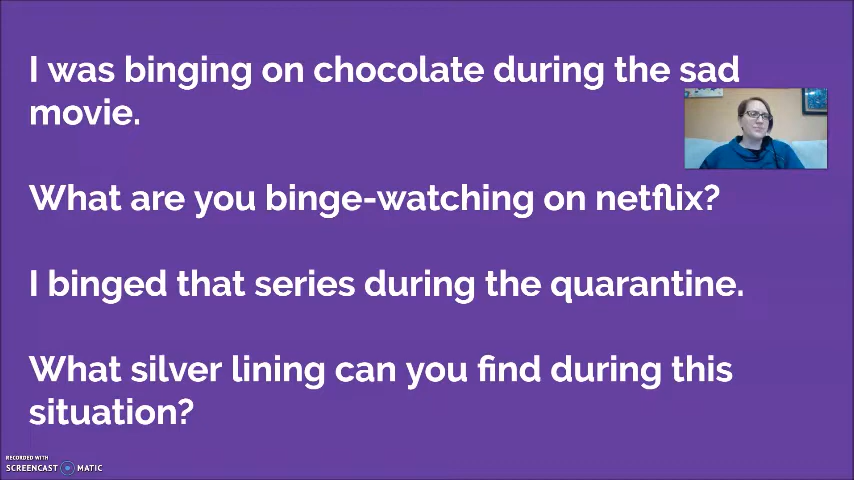 I was binging on chocolate during the sad
movie.
What are you binge-watching on netflix?
I binged that series during the quarantine.
What silver lining can you find during this
situation?
RECORDED WITH
SCREENCAST MATIC